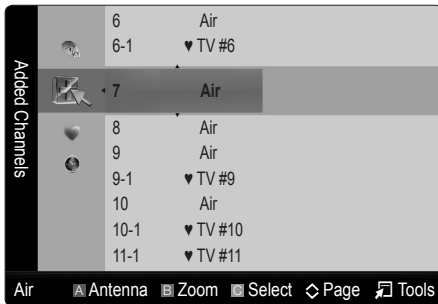 Added Channels
6 Air
6-1 ♥ TV #6
7 Air
8 Air
9 Air
9-1 ♥ TV #9
10 Air
10-1 ♥ TV #10
11-1 ♥ TV #11
Air A Antenna B Zoom C Select Page Tools